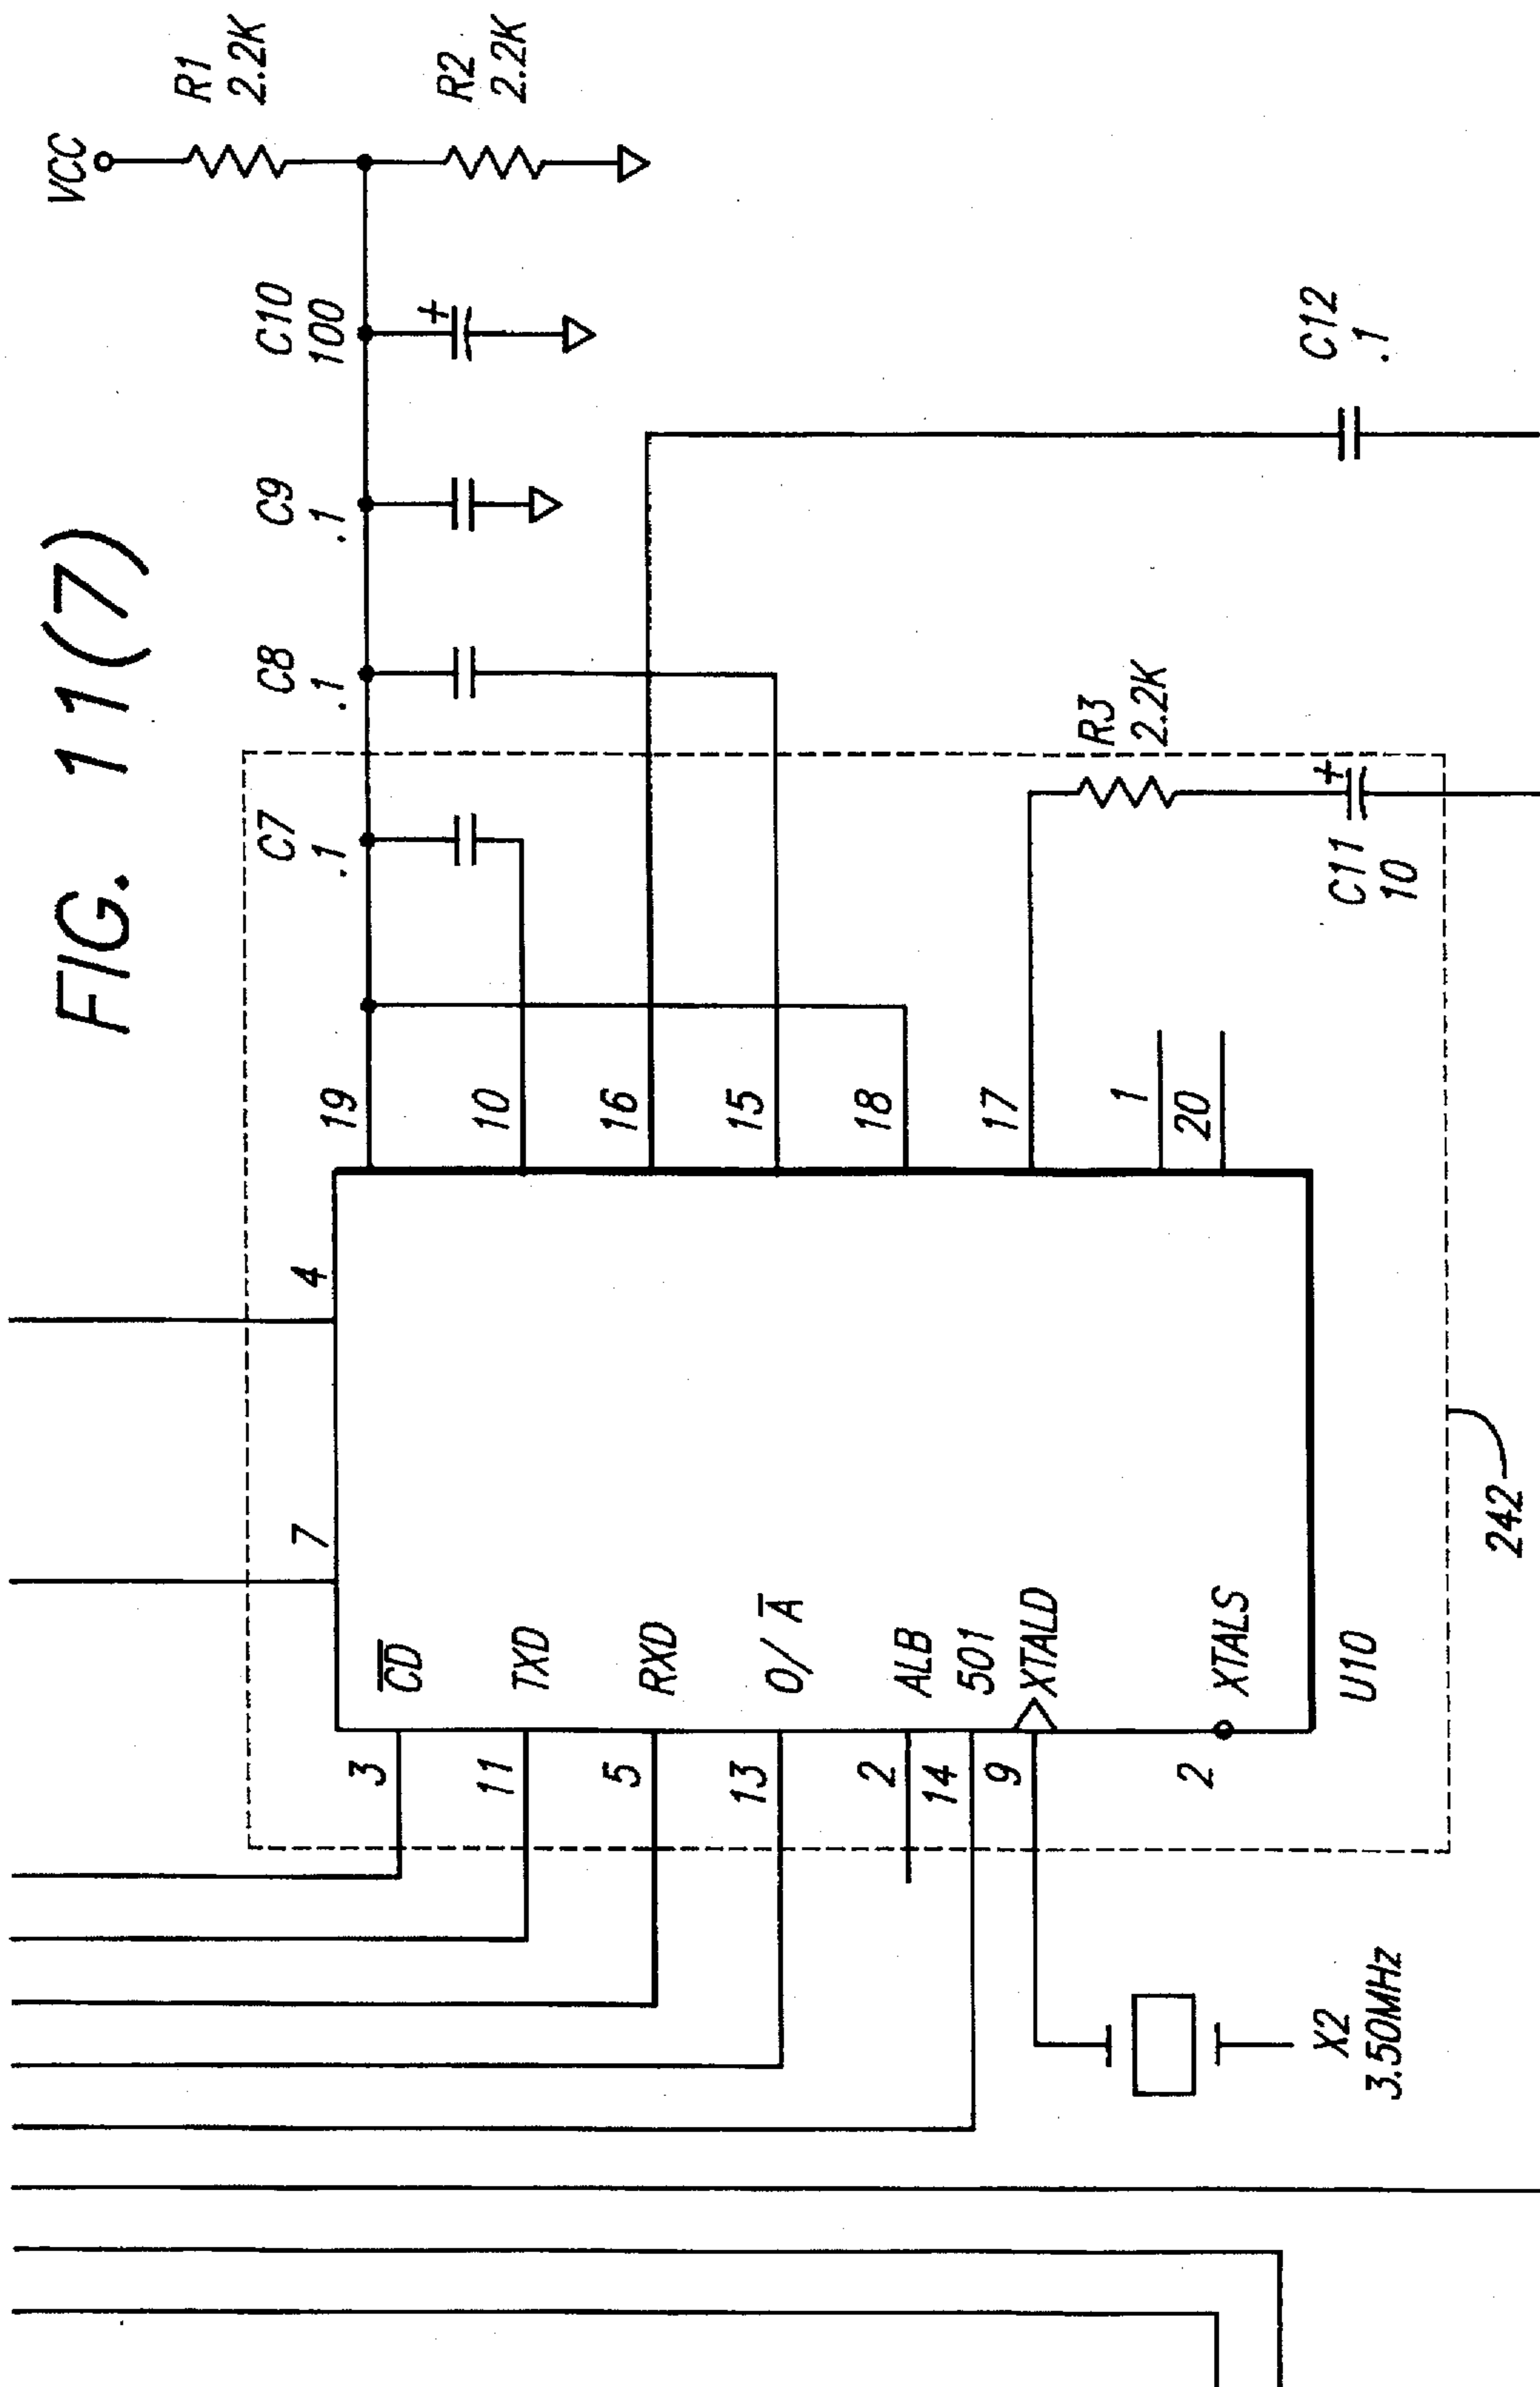 FIG. 11(7)
VCC
R1
2.2K
R2
2.2K
C10
100
C9
.1
C8
.1
C7
.1
C12
.1
R3
2.2K
C11
10
19
10
16
15
18
17
1
20
4
7
C̅D̅
TXD
RXD
O/ A̅
ALB
501
XTALD
XTALS
U10
3
11
5
13
2
14
9
2
X2
3.50MHz
242